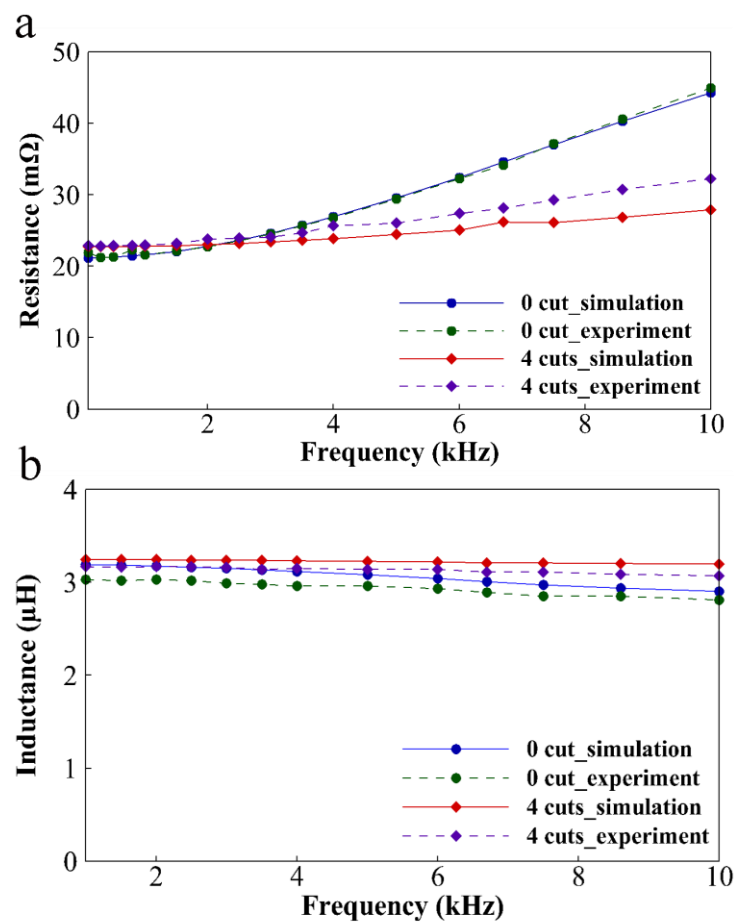 a
50
40
30
20
10
0
Resistance (mΩ)
0 cut_simulation
0 cut_experiment
4 cuts_simulation
4 cuts_experiment
2 4 6 8 10
Frequency (kHz)
b
4
3
2
1
0
Inductance (μH)
0 cut_simulation
0 cut_experiment
4 cuts_simulation
4 cuts_experiment
2 4 6 8 10
Frequency (kHz)